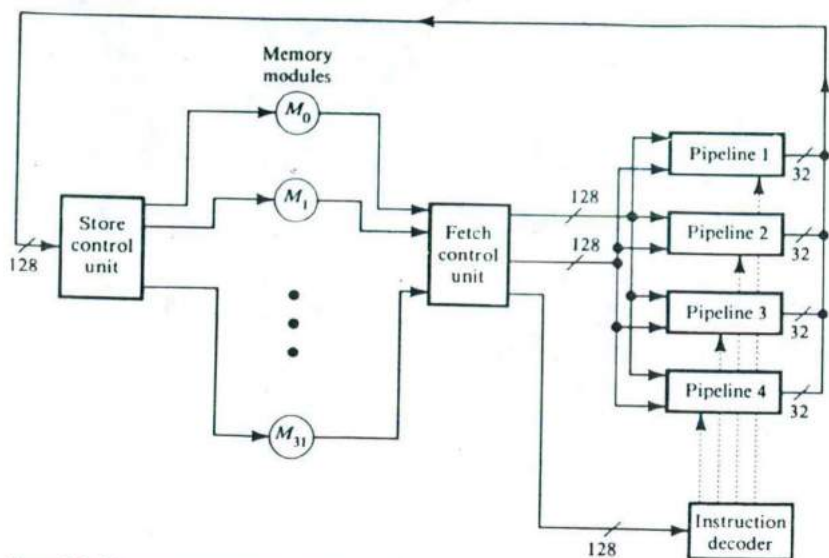 Memory
modules
M0
M1
M31
Store
control
unit
128
Fetch
control
unit
128
128
128
Pipeline 1
32
Pipeline 2
32
Pipeline 3
32
Pipeline 4
32
Instruction
decoder